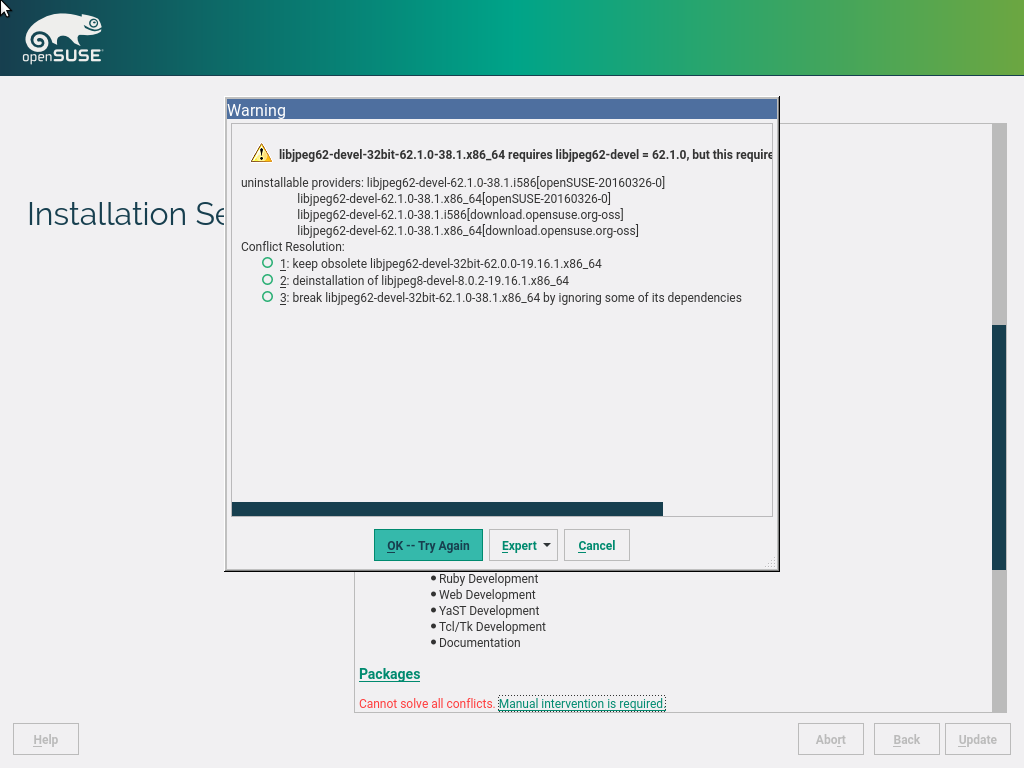 openSUSE
Warning
libjpeg62-devel-32bit-62.1.0-38.1.x86_64 requires libjpeg62-devel = 62.1.0, but this require
uninstallable providers: libjpeg62-devel-62.1.0-38.1.i586[openSUSE-20160326-0]
libjpeg62-devel-62.1.0-38.1.x86_64[openSUSE-20160326-0]
libjpeg62-devel-62.1.0-38.1.i586[download.opensuse.org-oss]
libjpeg62-devel-62.1.0-38.1.x86_64[download.opensuse.org-oss]
Installation Se
Conflict Resolution:
1: keep obsolete libjpeg62-devel-32bit-62.0.0-19.16.1.x86_64
2: deinstallation of libjpeg8-devel-8.0.2-19.16.1.x86_64
3: break libjpeg62-devel-32bit-62.1.0-38.1.x86_64 by ignoring some of its dependencies
OK -- Try Again Expert Cancel
Ruby Development
Web Development
YaST Development
Tcl/Tk Development
Documentation
Packages
Cannot solve all conflicts. Manual intervention is required.
Help Abort Back Update